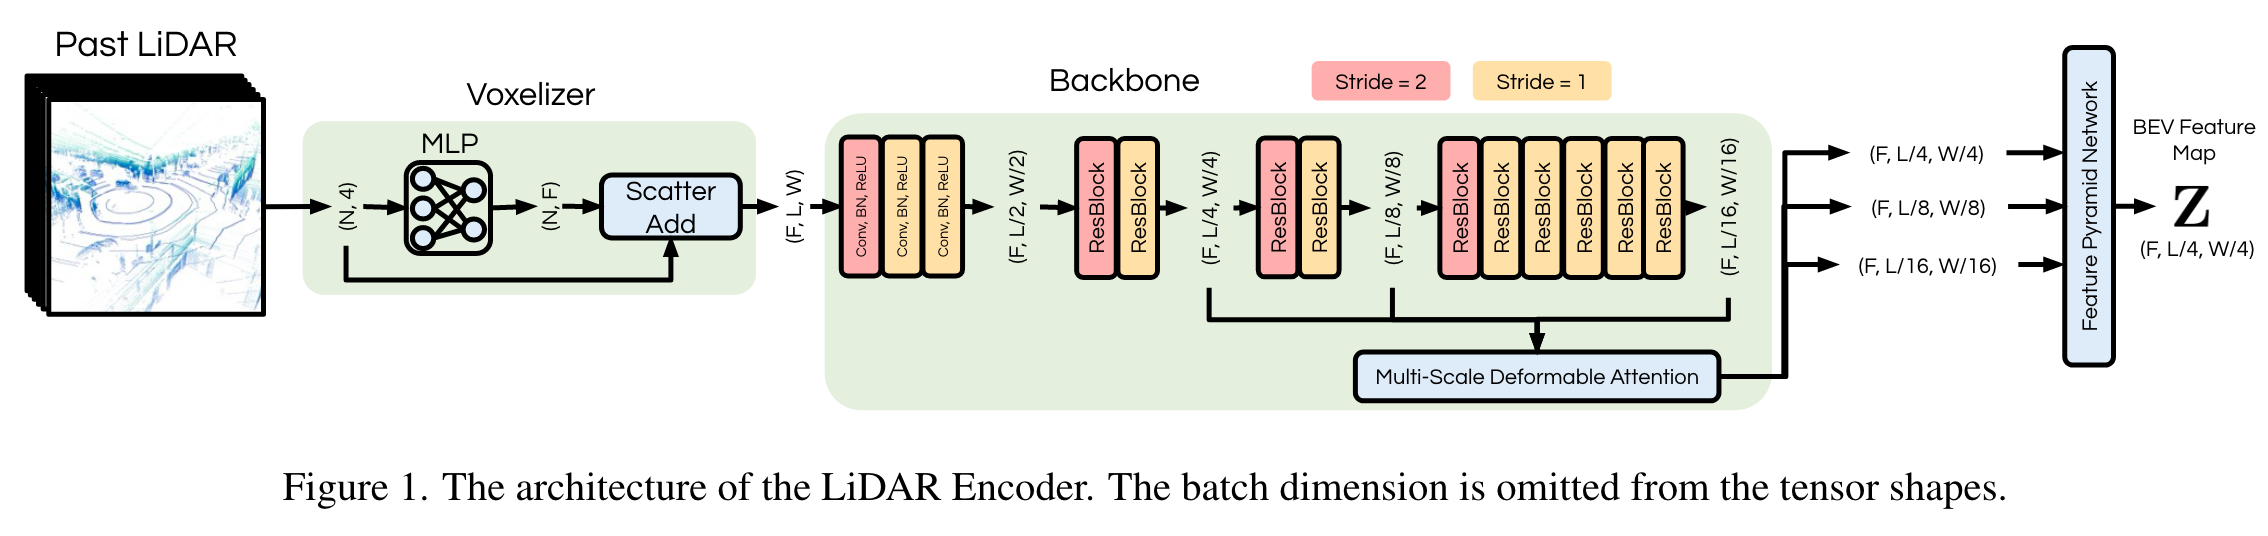 Past LiDAR
Voxelizer
MLP
(N, 4)
(N, F)
Scatter
Add
(F, L, W)
Backbone
Stride = 2
Stride = 1
Conv, BN, ReLU
Conv, BN, ReLU
Conv, BN, ReLU
(F, L/2, W/2)
ResBlock
ResBlock
(F, L/4, W/4)
ResBlock
ResBlock
(F, L/8, W/8)
ResBlock
ResBlock
ResBlock
ResBlock
ResBlock
ResBlock
(F, L/16, W/16)
Multi-Scale Deformable Attention
(F, L/4, W/4)
(F, L/8, W/8)
(F, L/16, W/16)
Feature Pyramid Network
BEV Feature
Map
Z
(F, L/4, W/4)
Figure 1. The architecture of the LiDAR Encoder. The batch dimension is omitted from the tensor shapes.